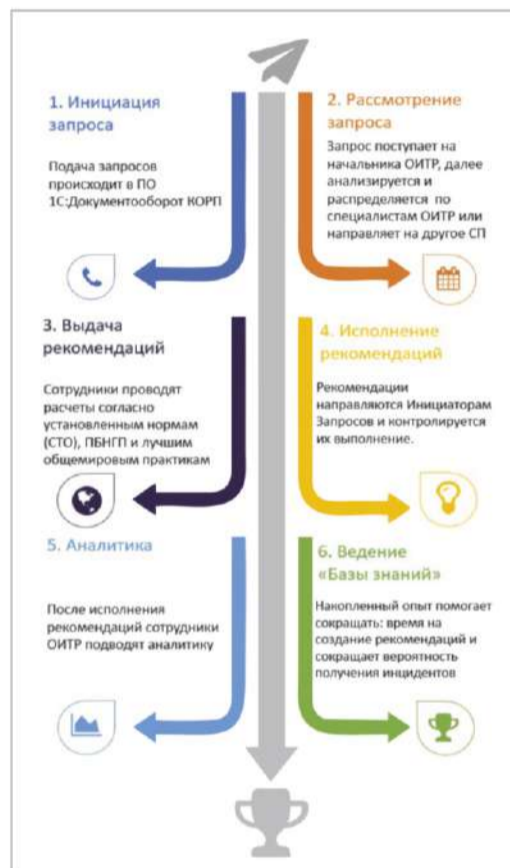 1. Инициация
запроса
Подача запросов
происходит в ПО
1С:Документооборот КОРП
2. Рассмотрение
запроса
Запрос поступает на
начальника ОИТР, далее
анализируется и
распределяется по
специалистам ОИТР или
направляет на другое СП
3. Выдача
рекомендаций
Сотрудники проводят
расчеты согласно
установленным нормам
(СТО), ПБНГП и лучшим
общемировым практикам
4. Исполнение
рекомендаций
Рекомендации
направляются Инициаторам
Запросов и контролируется
их выполнение.
5. Аналитика
После исполнения
рекомендаций сотрудники
ОИТР подводят аналитику
6. Ведение
«Базы знаний»
Накопленный опыт помогает
сокращать: время на
создание рекомендаций и
сокращает вероятность
получения инцидентов